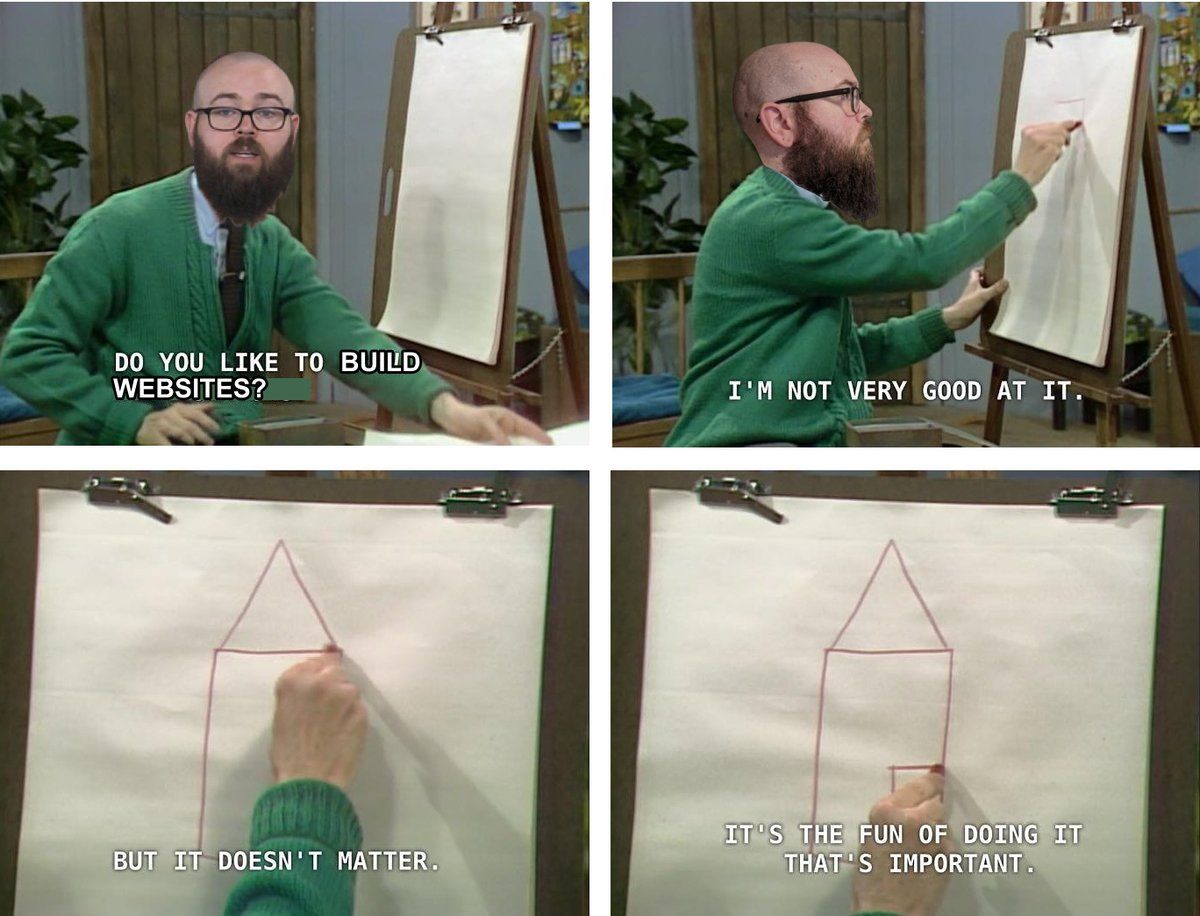 DO YOU LIKE TO BUILD
WEBSITES?
I'M NOT VERY GOOD AT IT.
BUT IT DOESN'T MATTER.
IT'S THE FUN OF DOING IT
THAT'S IMPORTANT.